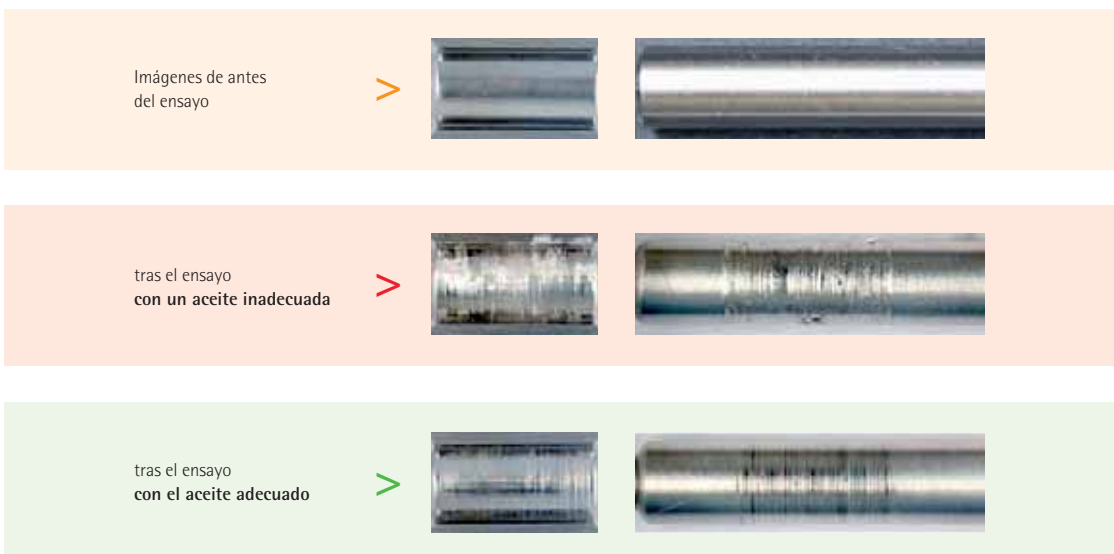 Imágenes de antes
del ensayo
>
tras el ensayo
con un aceite inadecuada
>
tras el ensayo
con el aceite adecuado
>